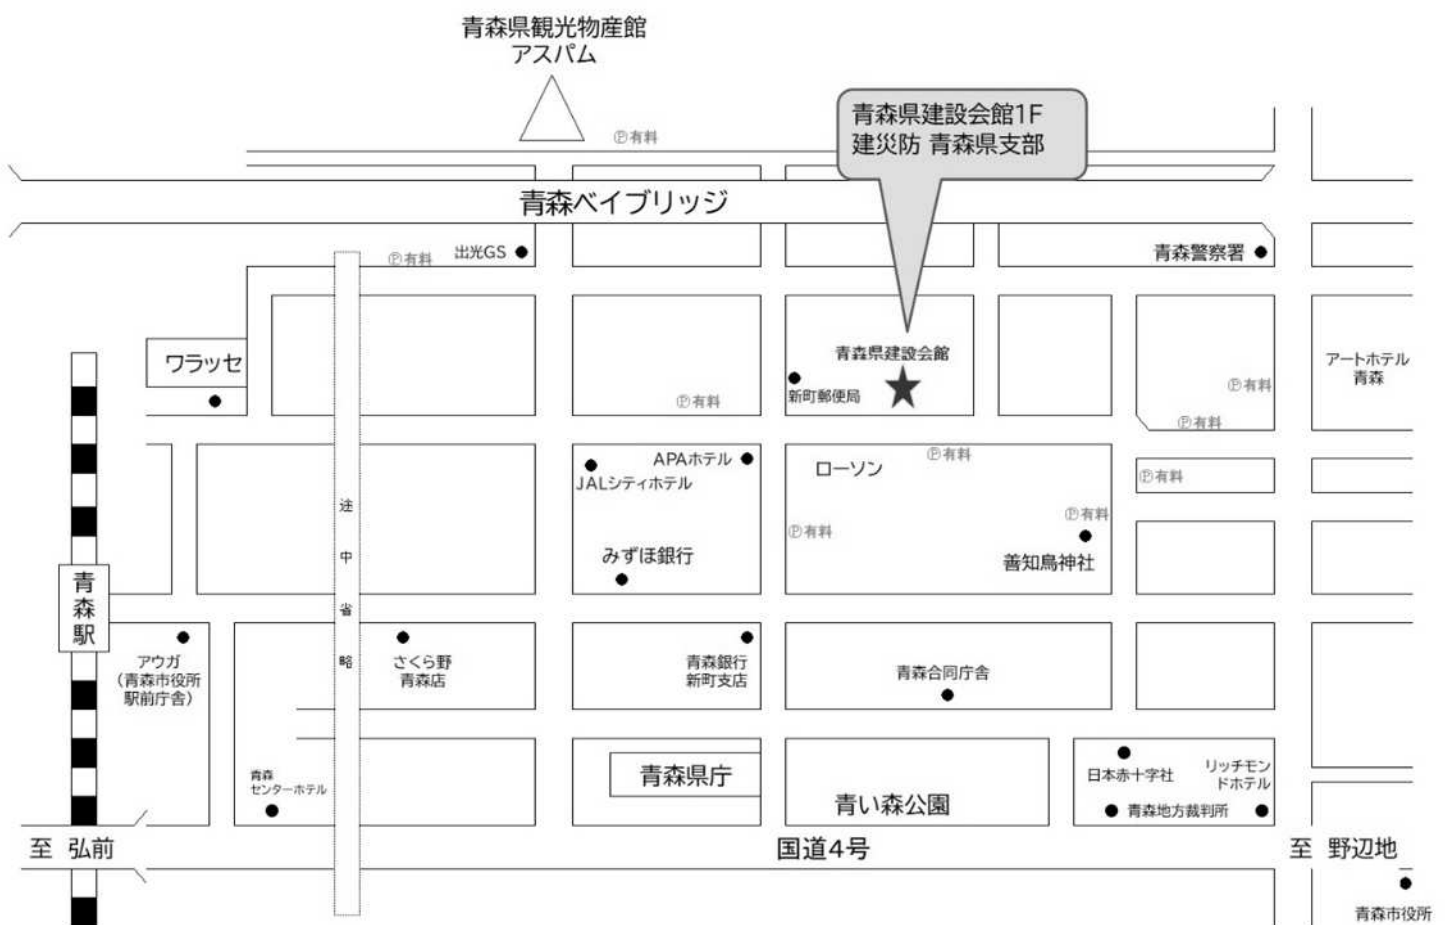 青森県観光物産館
アスパム
Ⓟ有料
青森県建設会館1F
建災防 青森県支部
青森ベイブリッジ
Ⓟ有料
出光GS
青森警察署
ワラッセ
青森県建設会館
新町郵便局
Ⓟ有料
Ⓟ有料
Ⓟ有料
アートホテル
青森
APAホテル
JALシティホテル
ローソン
Ⓟ有料
Ⓟ有料
Ⓟ有料
Ⓟ有料
みずほ銀行
善知鳥神社
途中省略
青森駅
アウガ
(青森市役所
駅前庁舎)
さくら野
青森店
青森銀行
新町支店
青森合同庁舎
青森
センターホテル
青森県庁
青い森公園
日本赤十字社
リッチモン
ドホテル
青森地方裁判所
至 弘前
国道4号
至 野辺地
青森市役所